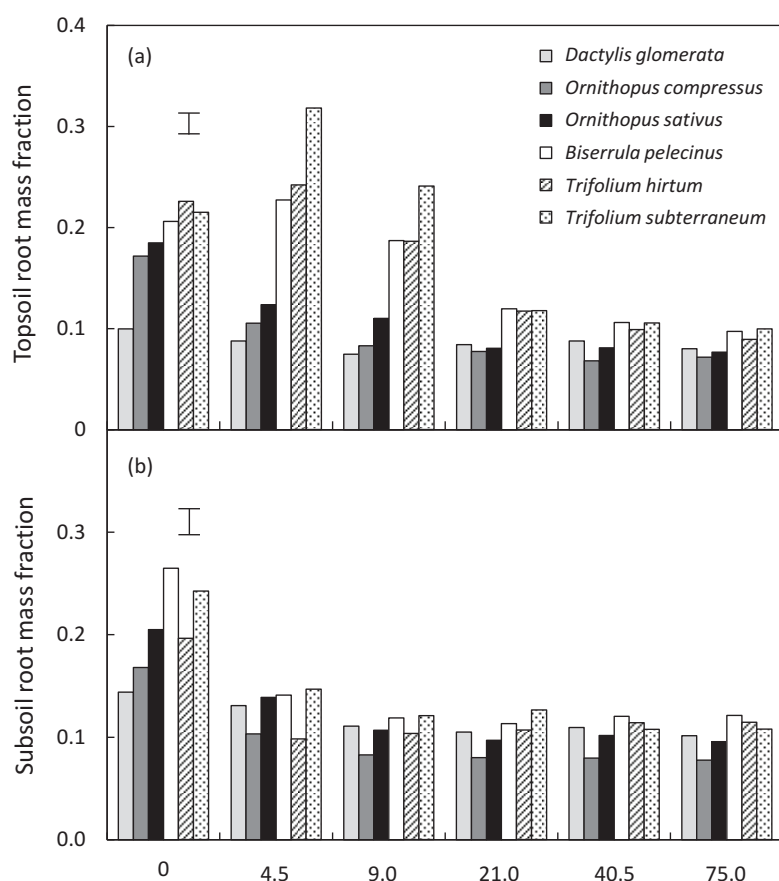 0.4
(a)
Dactylis glomerata
Ornithopus compressus
Ornithopus sativus
Biserrula pelecinus
Trifolium hirtum
Trifolium subterraneum
0.3
0.2
0.1
0
Topsoil root mass fraction
(b)
0.3
0.2
0.1
0.0
Subsoil root mass fraction
0 4.5 9.0 21.0 40.5 75.0